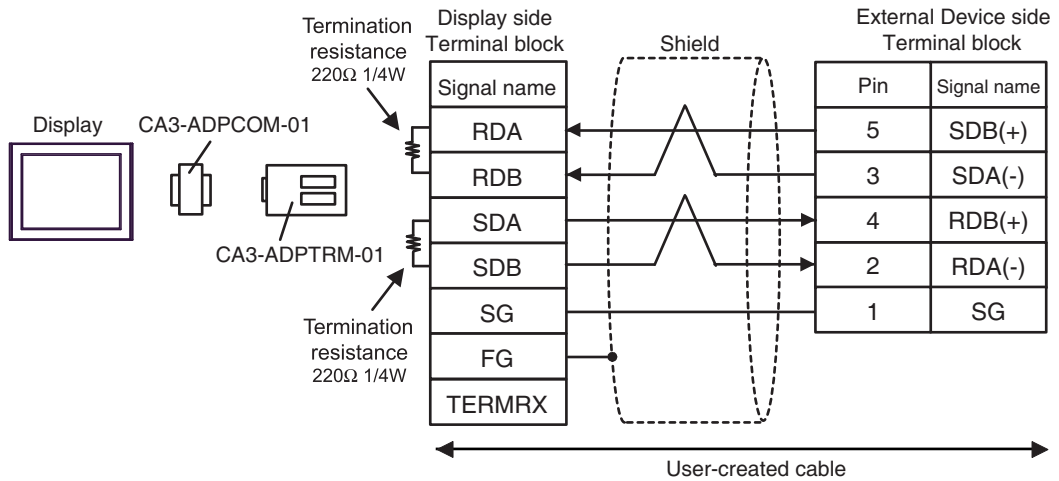 Termination
resistance
220Ω 1/4W
Display side
Terminal block
Shield
External Device side
Terminal block
Display
CA3-ADPCOM-01
CA3-ADPTRM-01
Signal name
RDA
RDB
SDA
SDB
SG
FG
TERMRX
Pin Signal name
5 SDB(+)
3 SDA(-)
4 RDB(+)
2 RDA(-)
1 SG
Termination
resistance
220Ω 1/4W
User-created cable